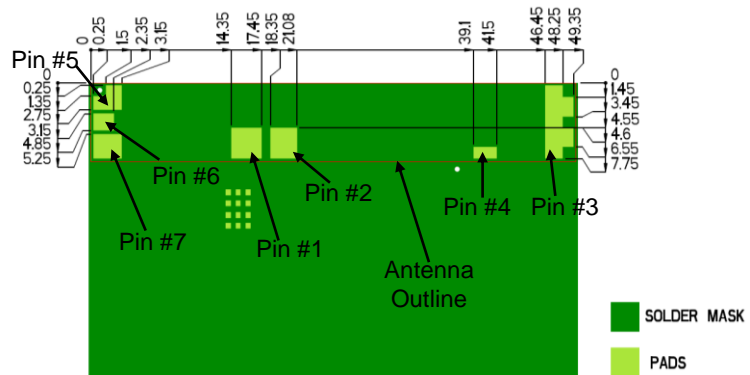 0
0.25
1.5
2.35
3.15
14.35
17.45
18.35
21.08
39.1
41.5
46.45
48.25
49.35
Pin #5
0
0.25
1.35
2.75
3.15
4.85
5.25
0
1.45
3.45
4.55
4.6
6.55
7.75
Pin #6
Pin #7
Pin #1
Pin #2
Pin #4
Pin #3
Antenna
Outline
SOLDER MASK
PADS